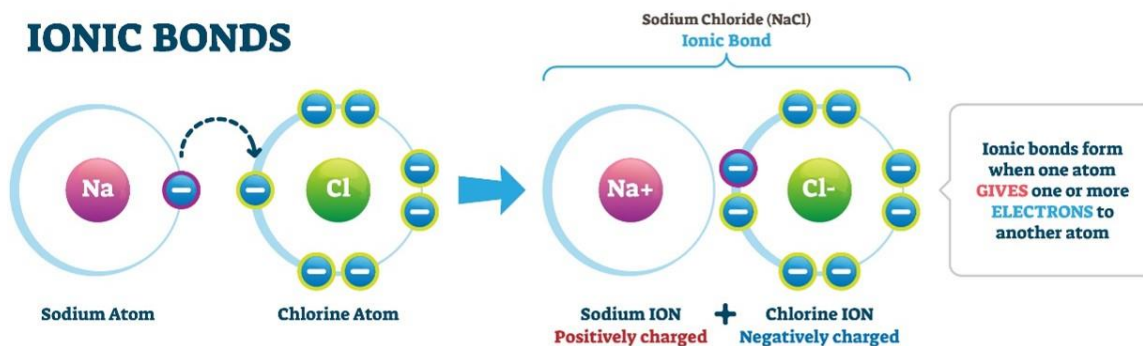 IONIC BONDS
Sodium Chloride (NaCl)
Ionic Bond
Na
Cl
Na+
Cl-
Sodium Atom
Chlorine Atom
Sodium ION
Positively charged
+
Chlorine ION
Negatively charged
Ionic bonds form
when one atom
GIVES one or more
ELECTRONS to
another atom